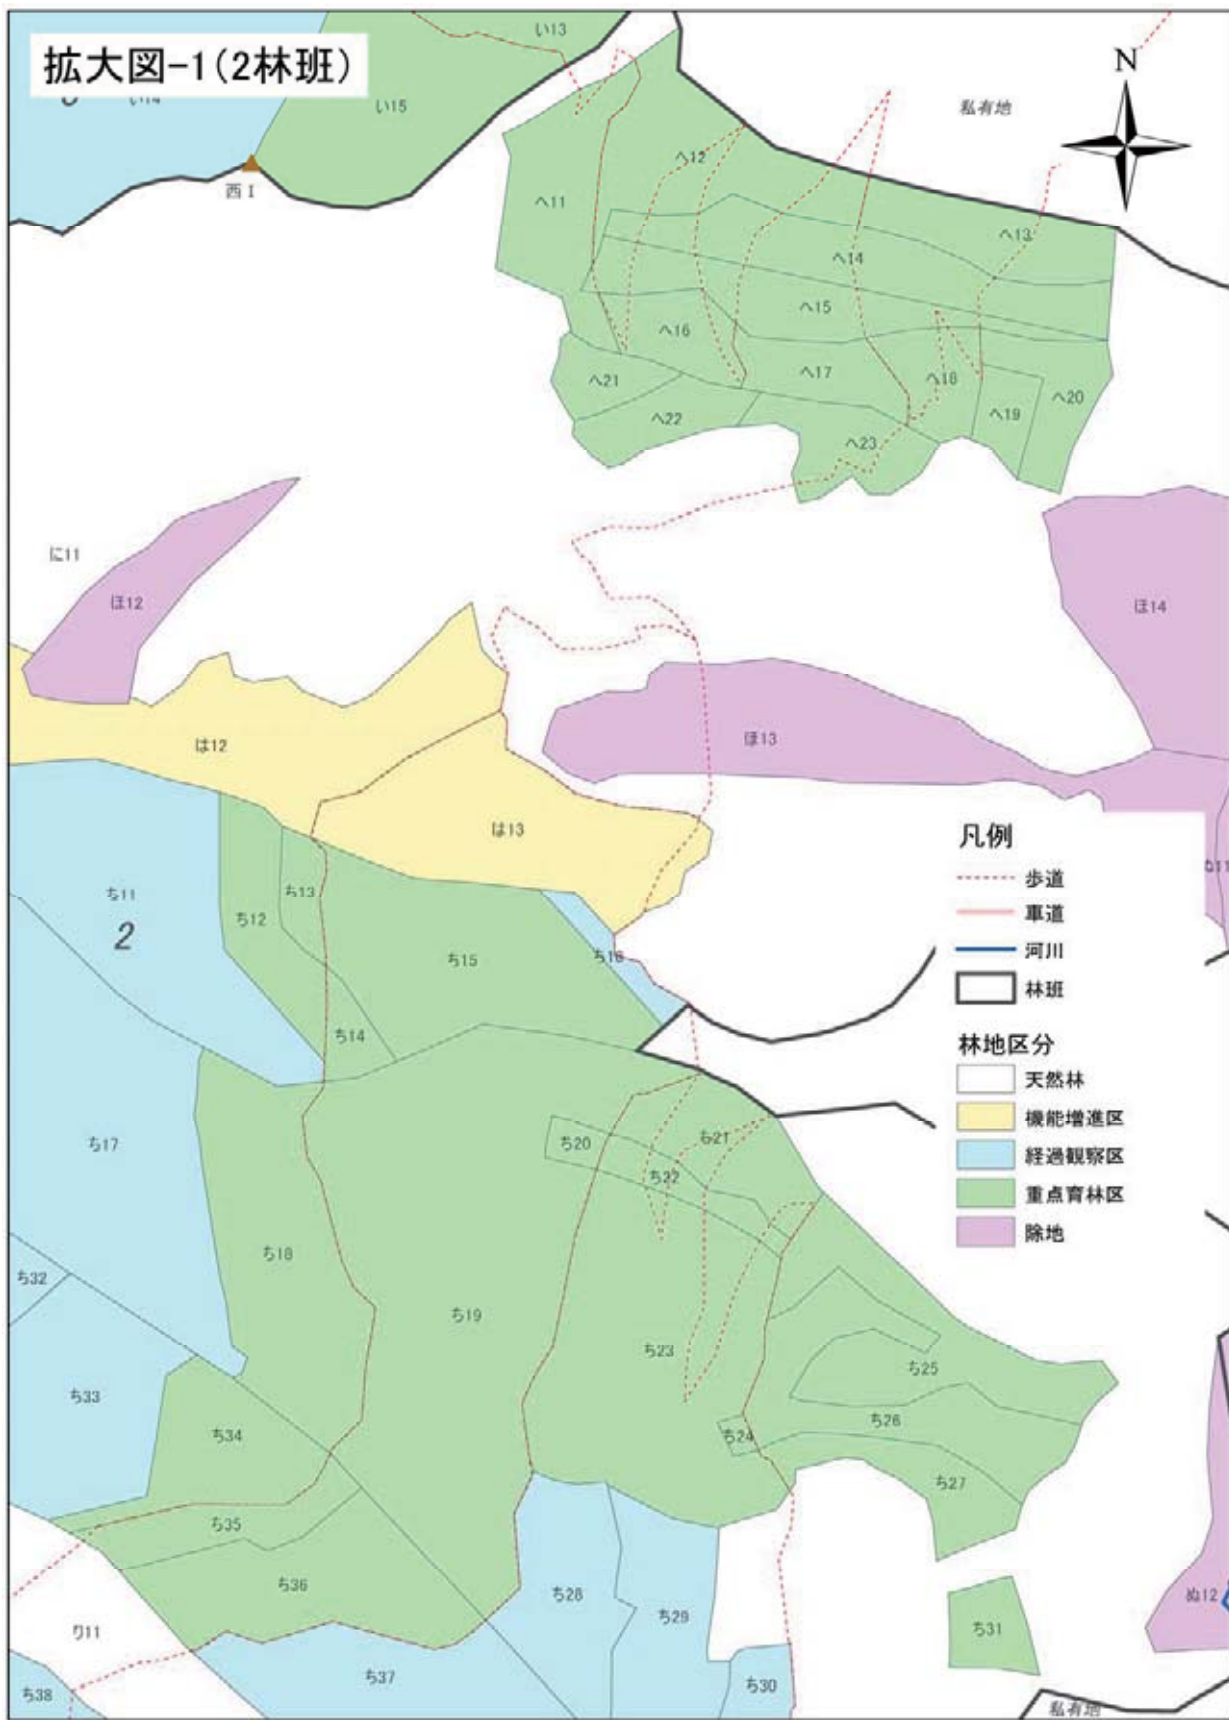 拡大図-1(2林班)
い13
い14
い15
N
私有地
西I
へ12
へ11
へ13
へ14
へ15
へ16
へ17
へ18
へ19
へ20
へ21
へ22
へ23
に11
ほ12
ほ14
は12
ほ13
は13
凡例
歩道
車道
河川
林班
林地区分
天然林
機能増進区
経過観察区
重点育林区
除地
ち11
2
ち12
ち13
ち15
ち16
ち14
ぬ11
ち17
ち20
ち21
ち22
ち18
ち32
ち19
ち23
ち25
ち33
ち34
ち24
ち26
ち27
ち35
ち36
ち28
ち29
ぬ12
り11
ち31
ち37
ち30
ち38
私有地